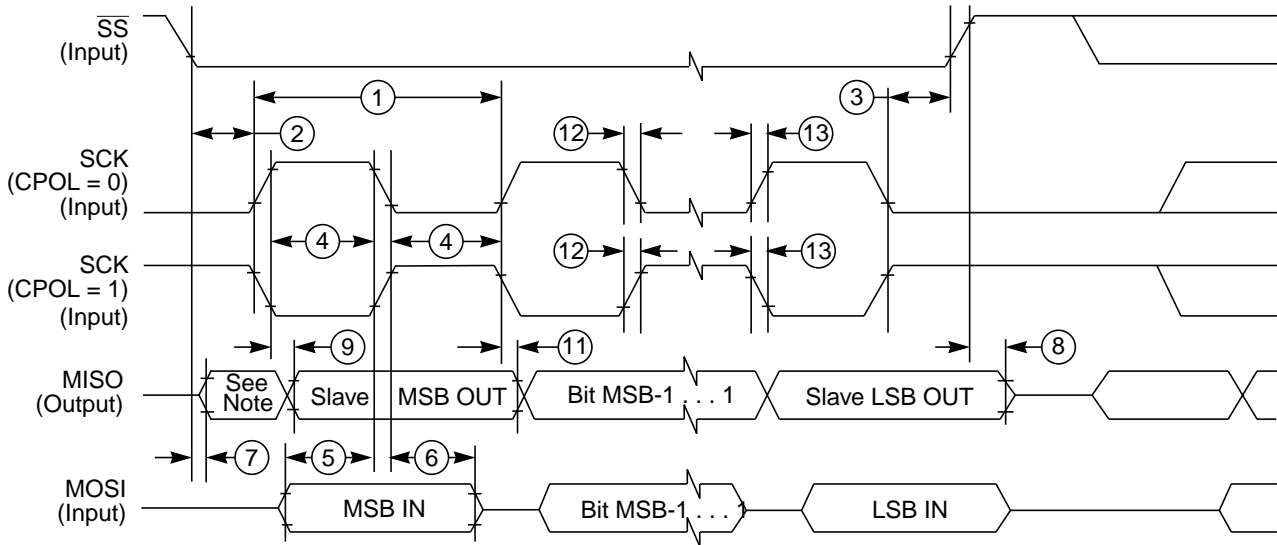 SS
(Input)
1
3
2
12
13
SCK
(CPOL = 0)
(Input)
4
4
12
13
SCK
(CPOL = 1)
(Input)
9
11
8
MISO
(Output)
See
Note
Slave
MSB OUT
Bit MSB-1 . . . 1
Slave LSB OUT
7
5
6
MOSI
(Input)
MSB IN
Bit MSB-1 . . . 1
LSB IN